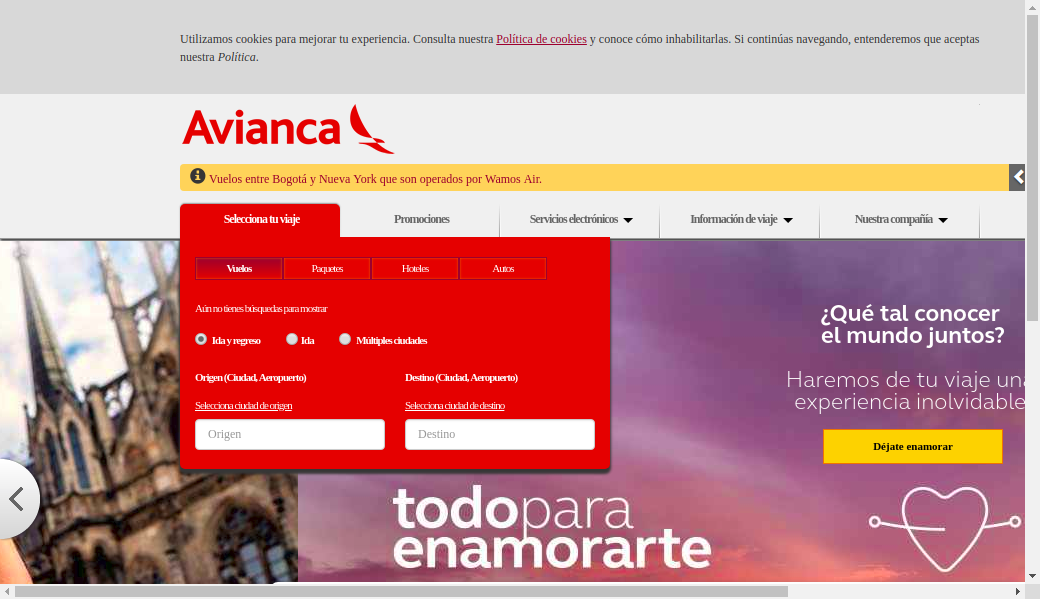 Utilizamos cookies para mejorar tu experiencia. Consulta nuestra Política de cookies y conoce cómo inhabilitarlas. Si continúas navegando, entenderemos que aceptas
nuestra Política.
Avianca
Vuelos entre Bogotá y Nueva York que son operados por Wamos Air.
Selecciona tu viaje Promociones Servicios electrónicos Información de viaje Nuestra compañía
Vuelos Paquetes Hoteles Autos
Aún no tienes búsquedas para mostrar
Ida y regreso Ida Múltiples ciudades
Origen (Ciudad, Aeropuerto) Destino (Ciudad, Aeropuerto)
Selecciona ciudad de origen Selecciona ciudad de destino
Origen Destino
¿Qué tal conocer
el mundo juntos?
Haremos de tu viaje una
experiencia inolvidable
Déjate enamorar
todopara
enamorarte